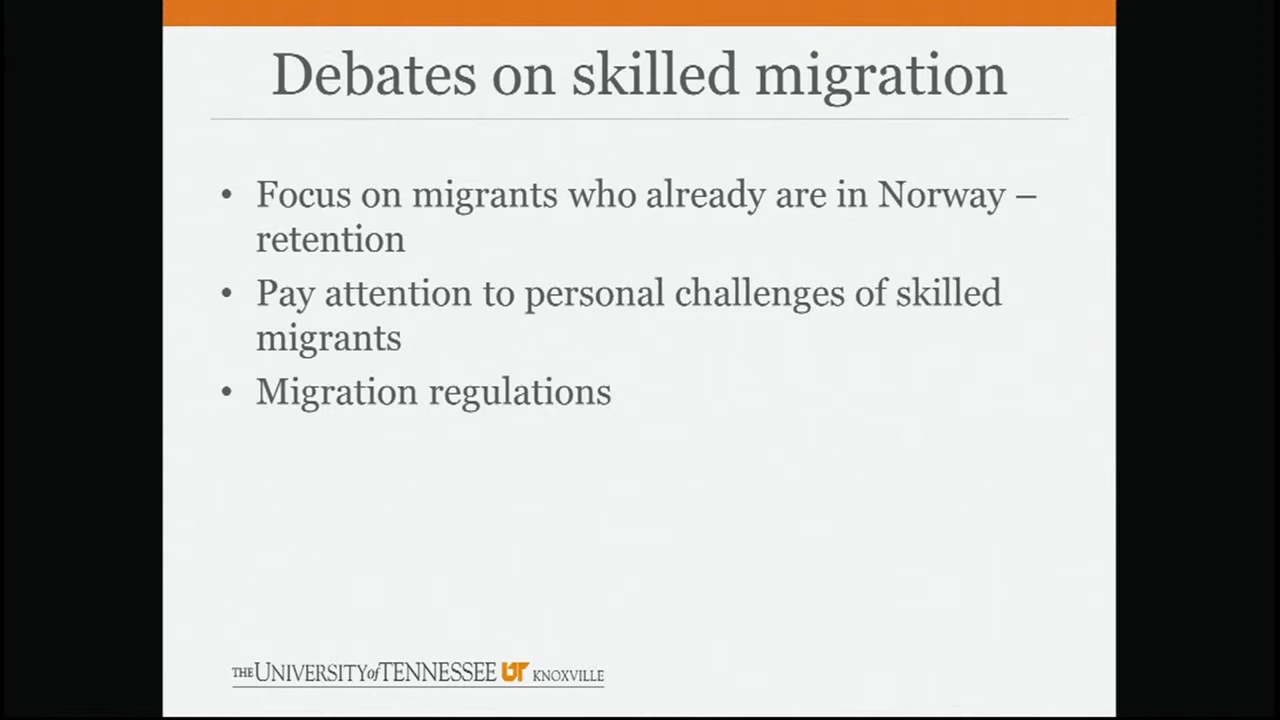 Debates on skilled migration
• Focus on migrants who already are in Norway –
retention
• Pay attention to personal challenges of skilled
migrants
• Migration regulations
THE UNIVERSITY of TENNESSEE UT KNOXVILLE